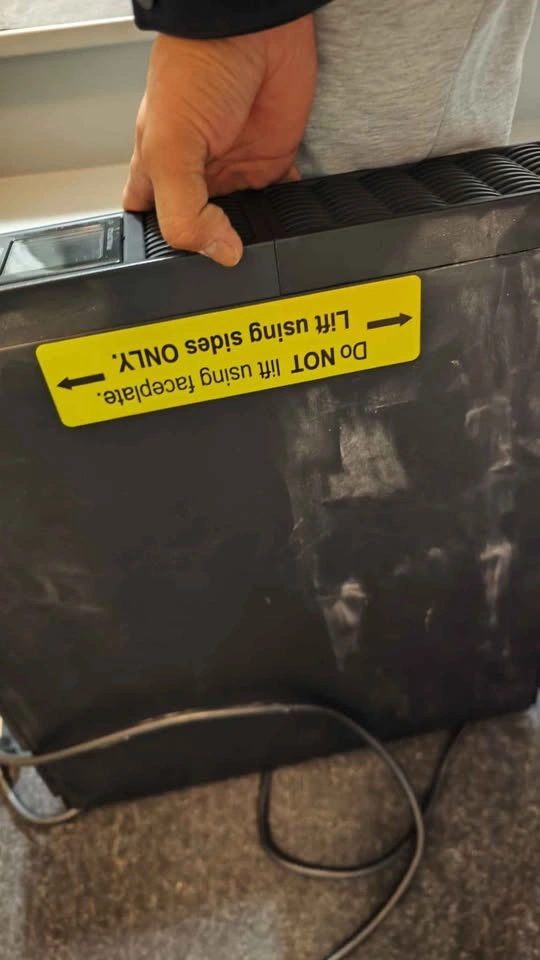 Do NOT lift using faceplate.
Lift using sides ONLY.